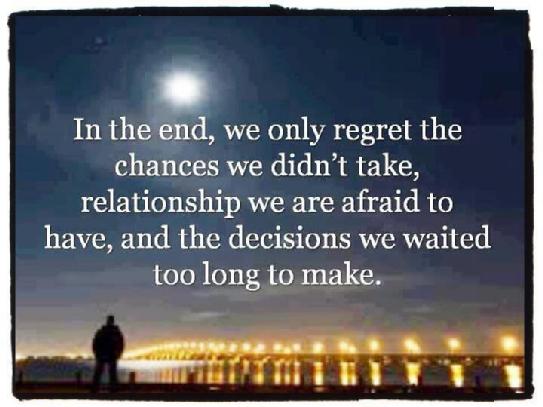 In the end, we only regret the
chances we didn't take,
relationship we are afraid to
have, and the decisions we waited
too long to make.